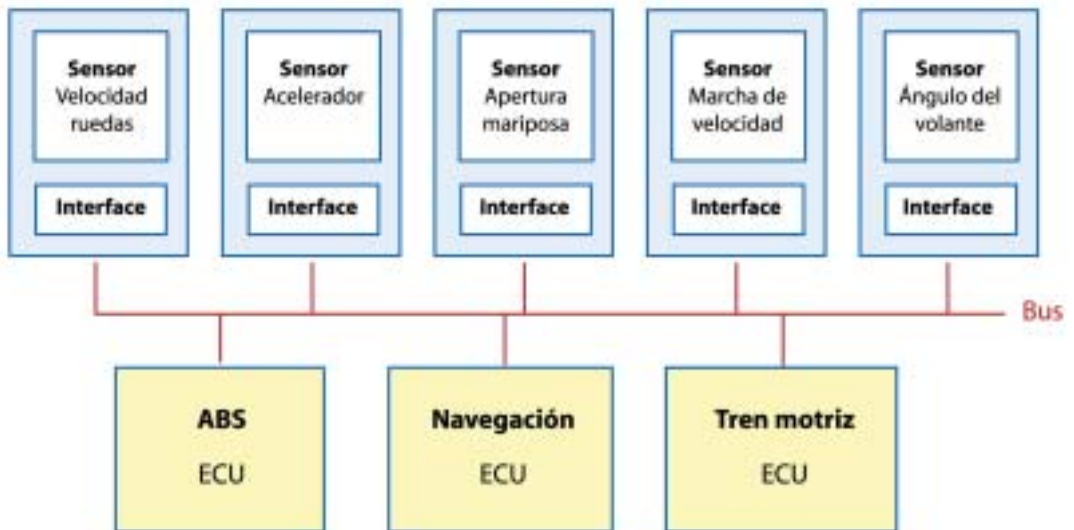 Sensor
Velocidad
ruedas
Interface
Sensor
Acelerador
Interface
Sensor
Apertura
mariposa
Interface
Sensor
Marcha de
velocidad
Interface
Sensor
Ángulo del
volante
Interface
Bus
ABS
ECU
Navegación
ECU
Tren motriz
ECU